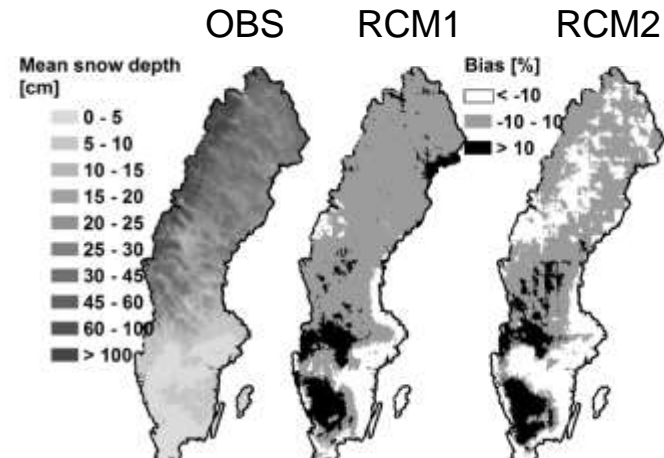 OBS RCM1 RCM2
Mean snow depth
[cm]
0 - 5
5 - 10
10 - 15
15 - 20
20 - 25
25 - 30
30 - 45
45 - 60
60 - 100
> 100
Bias [%]
< -10
-10 - 10
> 10